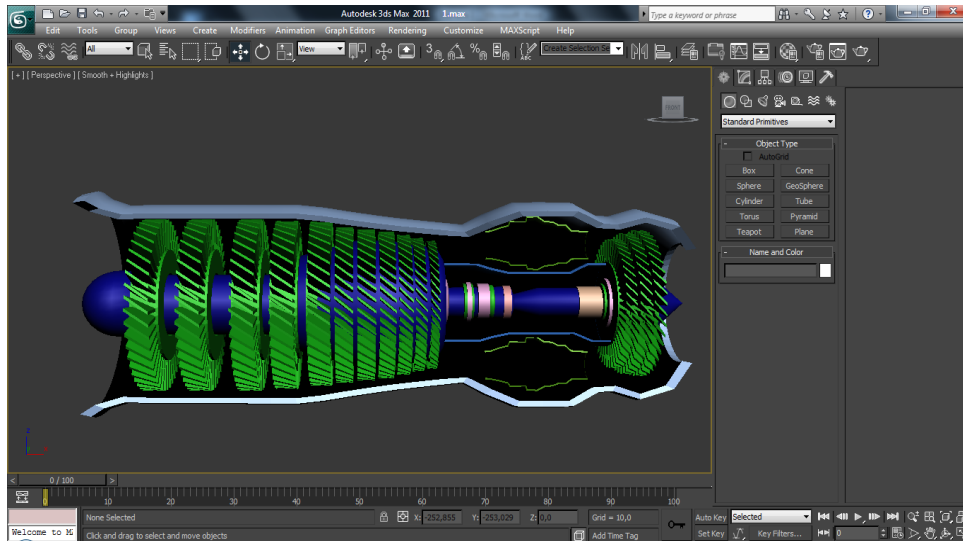 Autodesk 3ds Max 2011 1.max
Type a keyword or phrase
Edit Tools Group Views Create Modifiers Animation Graph Editors Rendering Customize MAXScript Help
All View Create Selection Se
[ + ] [ Perspective ] [ Smooth + Highlights ]
FRONT
Standard Primitives
- Object Type
AutoGrid
Box Cone
Sphere GeoSphere
Cylinder Tube
Torus Pyramid
Teapot Plane
- Name and Color
z
< 0 / 100 >
0 10 20 30 40 50 60 70 80 90 100
None Selected X: -252,855 Y: -253,029 Z: 0,0 Grid = 10,0 Auto Key Selected
Welcome to M Click and drag to select and move objects Add Time Tag Set Key Key Filters... 0